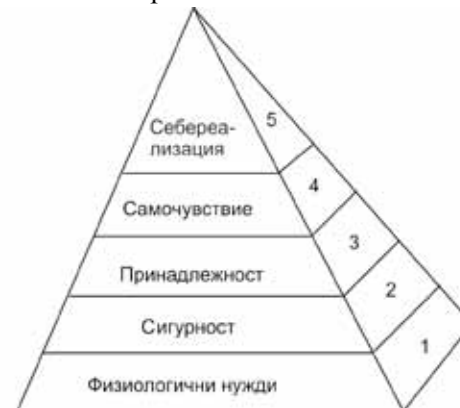 Себереа-
лизация
5
Самочувствие
4
Принадлежност
3
Сигурност
2
Физиологични нужди
1